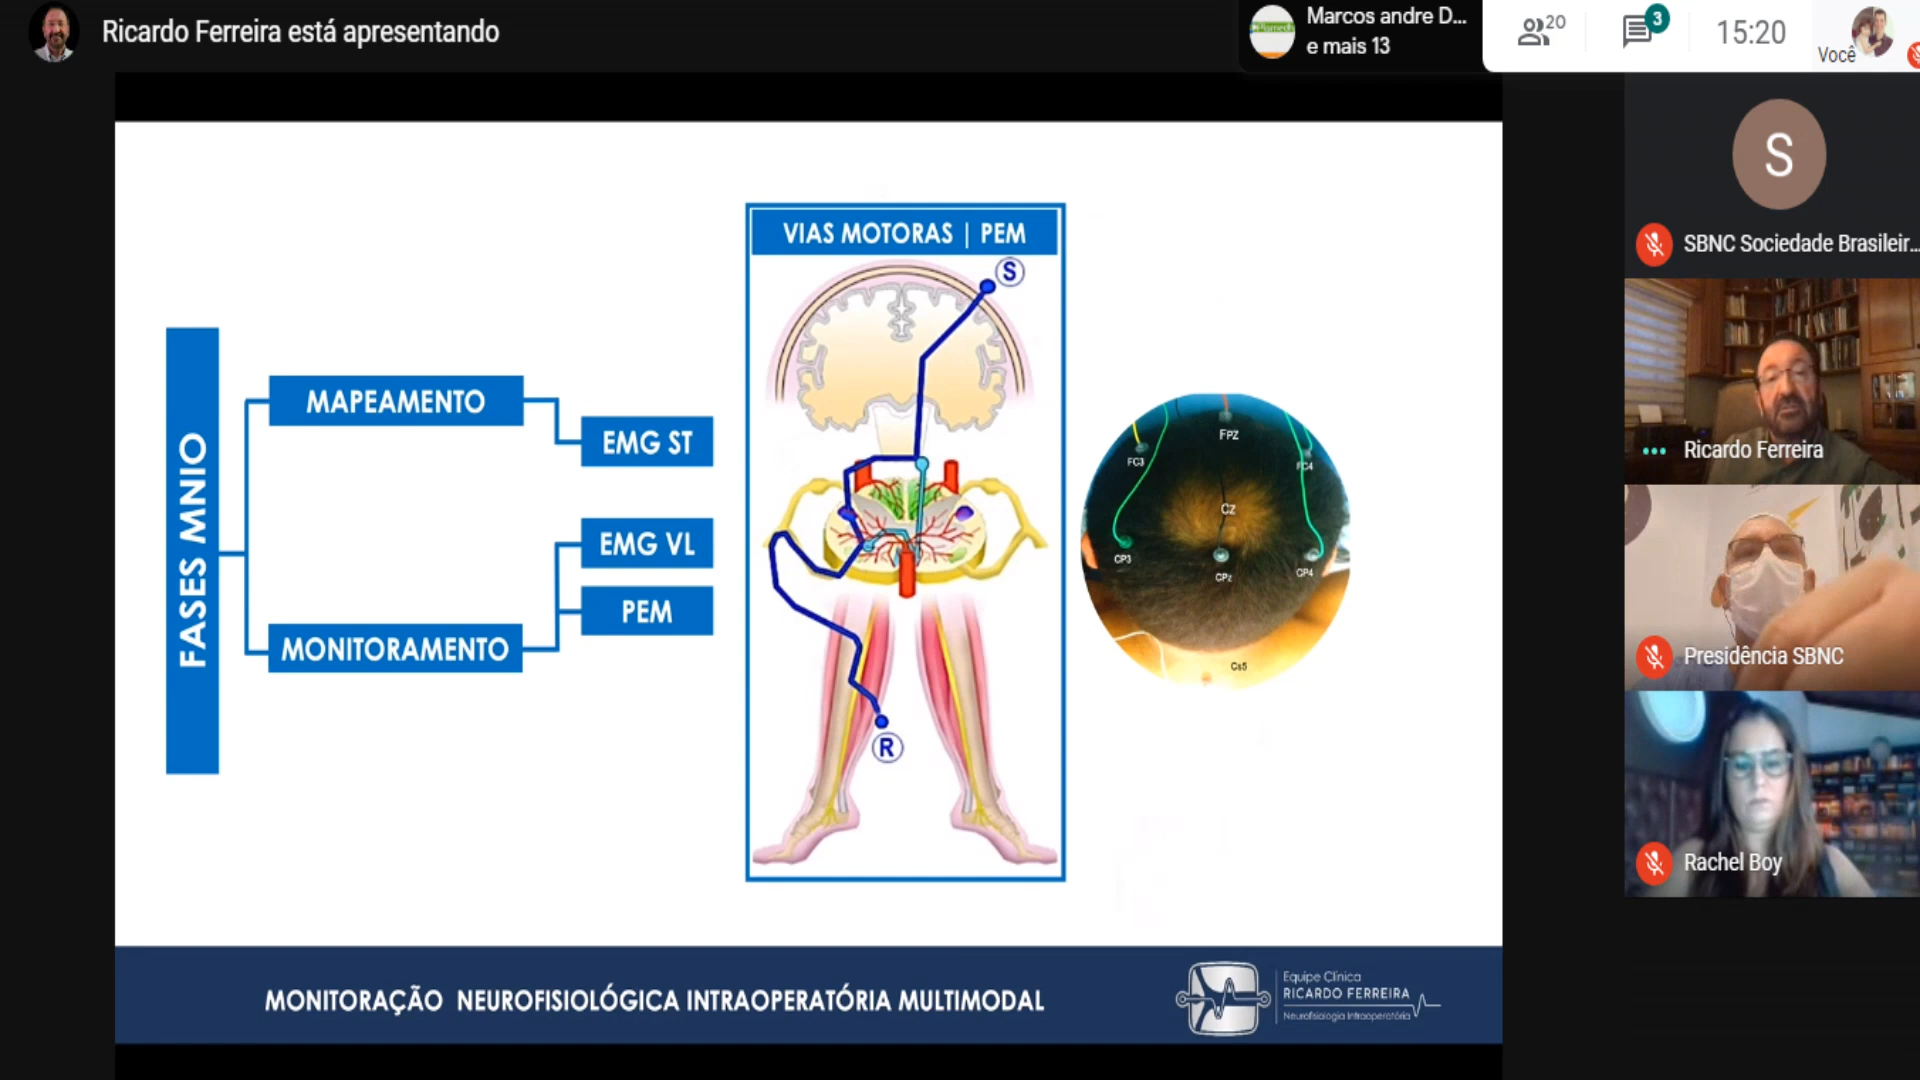 Ricardo Ferreira está apresentando
Marcos andre D...
e mais 13
20
3
15:20
Você
FASES MNIO
MAPEAMENTO
EMG ST
EMG VL
PEM
MONITORAMENTO
VIAS MOTORAS | PEM
S
R
FPZ
FC3
FC4
Cz
CP3
CPz
CP4
Cs5
S
SBNC Sociedade Brasileir...
Ricardo Ferreira
Presidência SBNC
Rachel Boy
MONITORAÇÃO NEUROFISIOLÓGICA INTRAOPERATÓRIA MULTIMODAL
Equipe Clínica
RICARDO FERREIRA
Neurofisiologia Intraoperatória